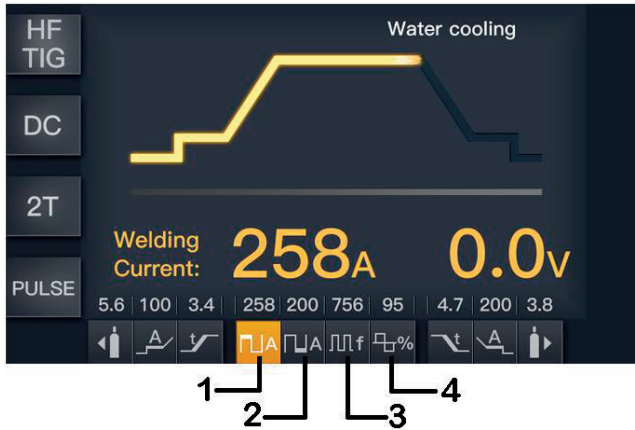 HF
TIG
Water cooling
DC
2T
Welding
Current:
258A
0.0V
PULSE
5.6 100 3.4 258 200 756 95 4.7 200 3.8
A t A A f % t A
1
2
3
4